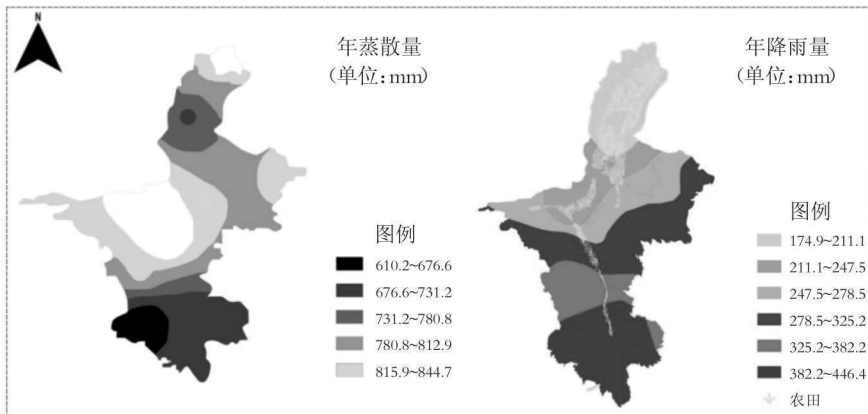 N
年蒸散量
(单位:mm)
图例
610.2~676.6
676.6~731.2
731.2~780.8
780.8~812.9
815.9~844.7
年降雨量
(单位:mm)
图例
174.9~211.1
211.1~247.5
247.5~278.5
278.5~325.2
325.2~382.2
382.2~446.4
农田